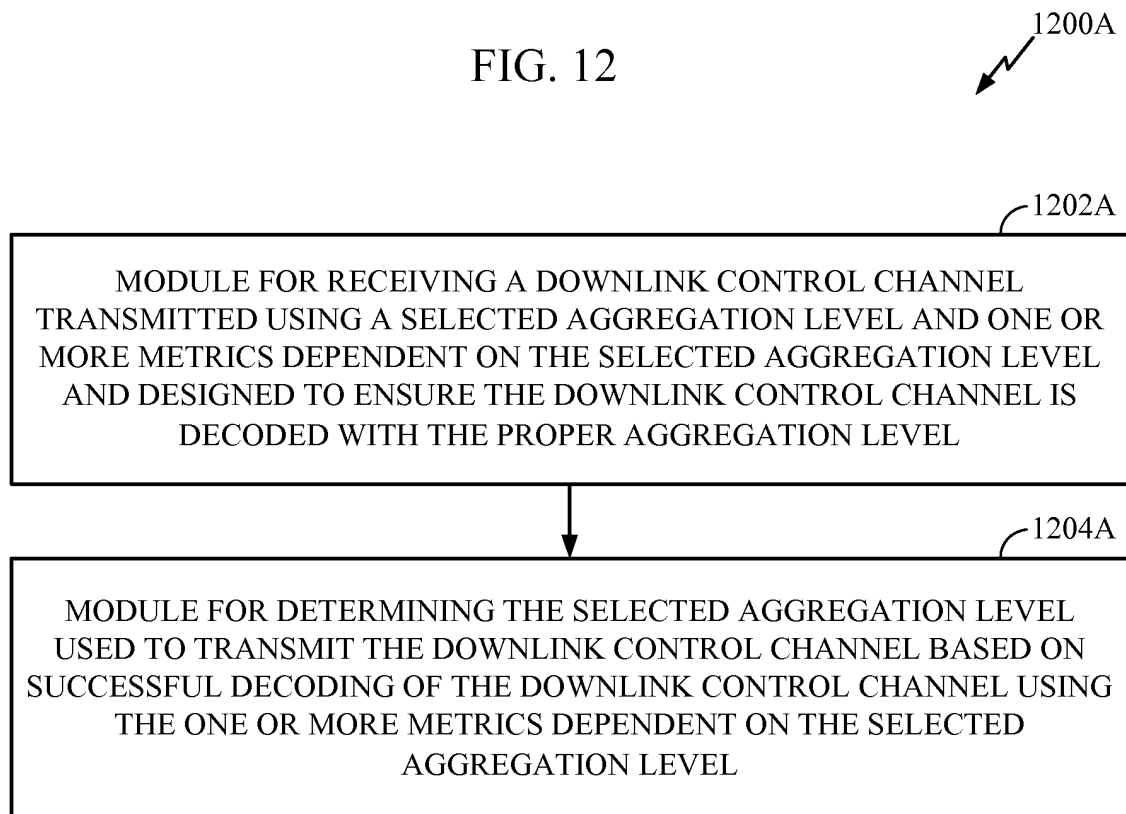 1200A
FIG. 12
1202A
MODULE FOR RECEIVING A DOWNLINK CONTROL CHANNEL
TRANSMITTED USING A SELECTED AGGREGATION LEVEL AND ONE OR
MORE METRICS DEPENDENT ON THE SELECTED AGGREGATION LEVEL
AND DESIGNED TO ENSURE THE DOWNLINK CONTROL CHANNEL IS
DECODED WITH THE PROPER AGGREGATION LEVEL
1204A
MODULE FOR DETERMINING THE SELECTED AGGREGATION LEVEL
USED TO TRANSMIT THE DOWNLINK CONTROL CHANNEL BASED ON
SUCCESSFUL DECODING OF THE DOWNLINK CONTROL CHANNEL USING
THE ONE OR MORE METRICS DEPENDENT ON THE SELECTED
AGGREGATION LEVEL